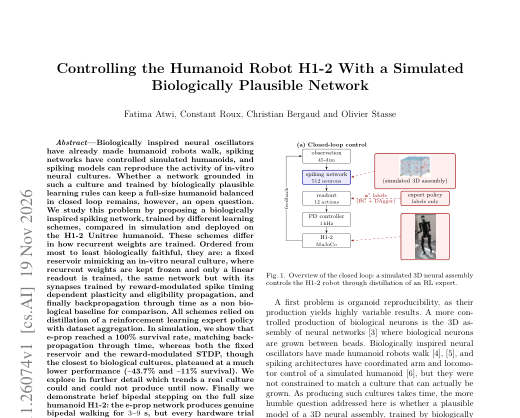 Controlling the Humanoid Robot H1-2 With a Simulated
Biologically Plausible Network
Fatima Atwi, Constant Roux, Christian Bergaud and Olivier Stasse
1.26074v1 [cs.AI] 19 Nov 2026
Abstract—Biologically inspired neural oscillators
have already made humanoid robots walk, spiking
networks have controlled simulated humanoids, and
spiking models can reproduce the activity of in-vitro
neural cultures. Whether a network grounded in
such a culture and trained by biologically plausible
learning rules can keep a full-size humanoid balanced
in closed loop remains, however, an open question.
We study this problem by proposing a biologically
inspired spiking network, trained by different learning
schemes, compared in simulation and deployed on
the H1-2 Unitree humanoid. These schemes differ
in how recurrent weights are trained. Ordered from
most to least biologically faithful, they are: a fixed
reservoir mimicking an in-vitro neural culture, where
recurrent weights are kept frozen and only a linear
readout is trained, the same network but with its
synapses trained by reward-modulated spike timing
dependent plasticity and eligibility propagation, and
finally backpropagation through time as a non bio-
logical baseline for comparison. All schemes relied on
distillation of a reinforcement learning expert policy
with dataset aggregation. In simulation, we show that
e-prop reached a 100% survival rate, matching back-
propagation through time, whereas both the fixed
reservoir and the reward-modulated STDP, though
the closest to biological cultures, plateaued at a much
lower performance (~43.7% and ~11% survival). We
explore in further detail which trends a real culture
could and could not produce until now. Finally we
demonstrate brief bipedal stepping on the full size
humanoid H1-2: the e-prop network produces genuine
bipedal walking for 3–9 s, but every hardware trial
(a) Closed-loop control
observation
45-dim
spiking network
512 neurons
readout
12 actions
PD controller
1 kHz
H1-2
MuJoCo
feedback
(simulated 3D assembly)
labels
(BC + DAgger)
expert policy
labels only
Fig. 1. Overview of the closed loop: a simulated 3D neural assembly
controls the H1-2 robot through distillation of an RL expert.
A first problem is organoid reproducibility, as their
production yields highly variable results. A more con-
trolled production of biological neurons is the 3D as-
sembly of neural networks [3] where biological neurons
are grown between beads. Biologically inspired neural
oscillators have made humanoid robots walk [4], [5], and
spiking architectures have coordinated arm and locomo-
tor control of a simulated humanoid [6], but they were
not constrained to match a culture that can actually be
grown. As producing such cultures takes time, the more
humble question addressed here is whether a plausible
model of a 3D neural assembly, trained by biologically